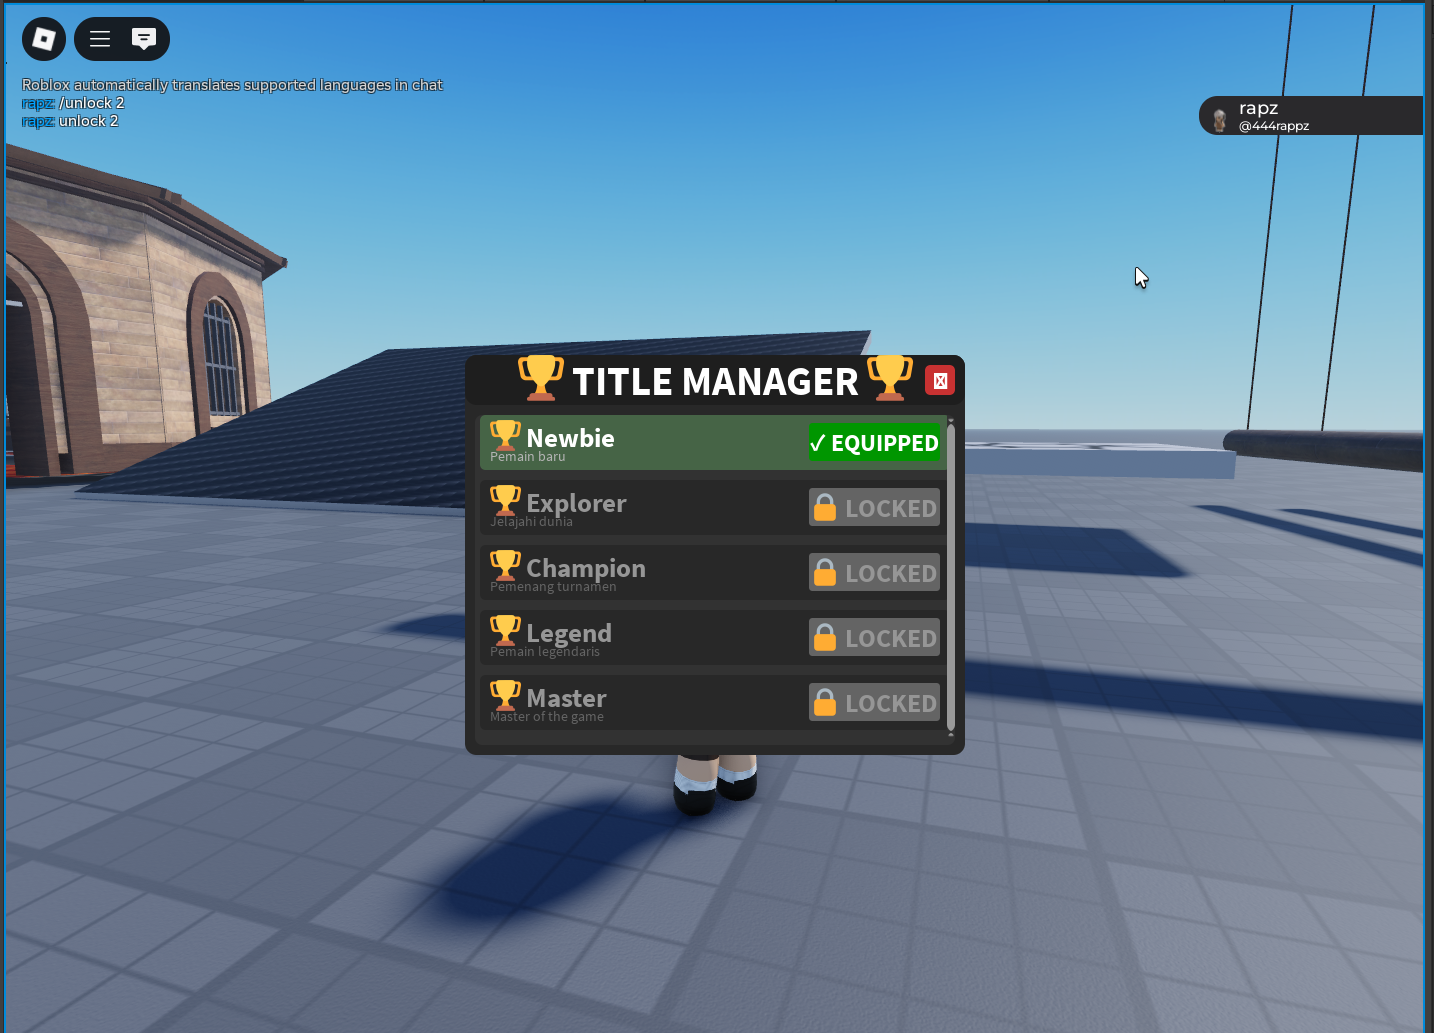 Roblox automatically translates supported languages in chat
rapz: /unlock 2
rapz: unlock 2
rapz
@444rappz
TITLE MANAGER
Newbie
Pemain baru
✓ EQUIPPED
Explorer
Jelajahi dunia
LOCKED
Champion
Pemenang turnamen
LOCKED
Legend
Pemain legendaris
LOCKED
Master
Master of the game
LOCKED